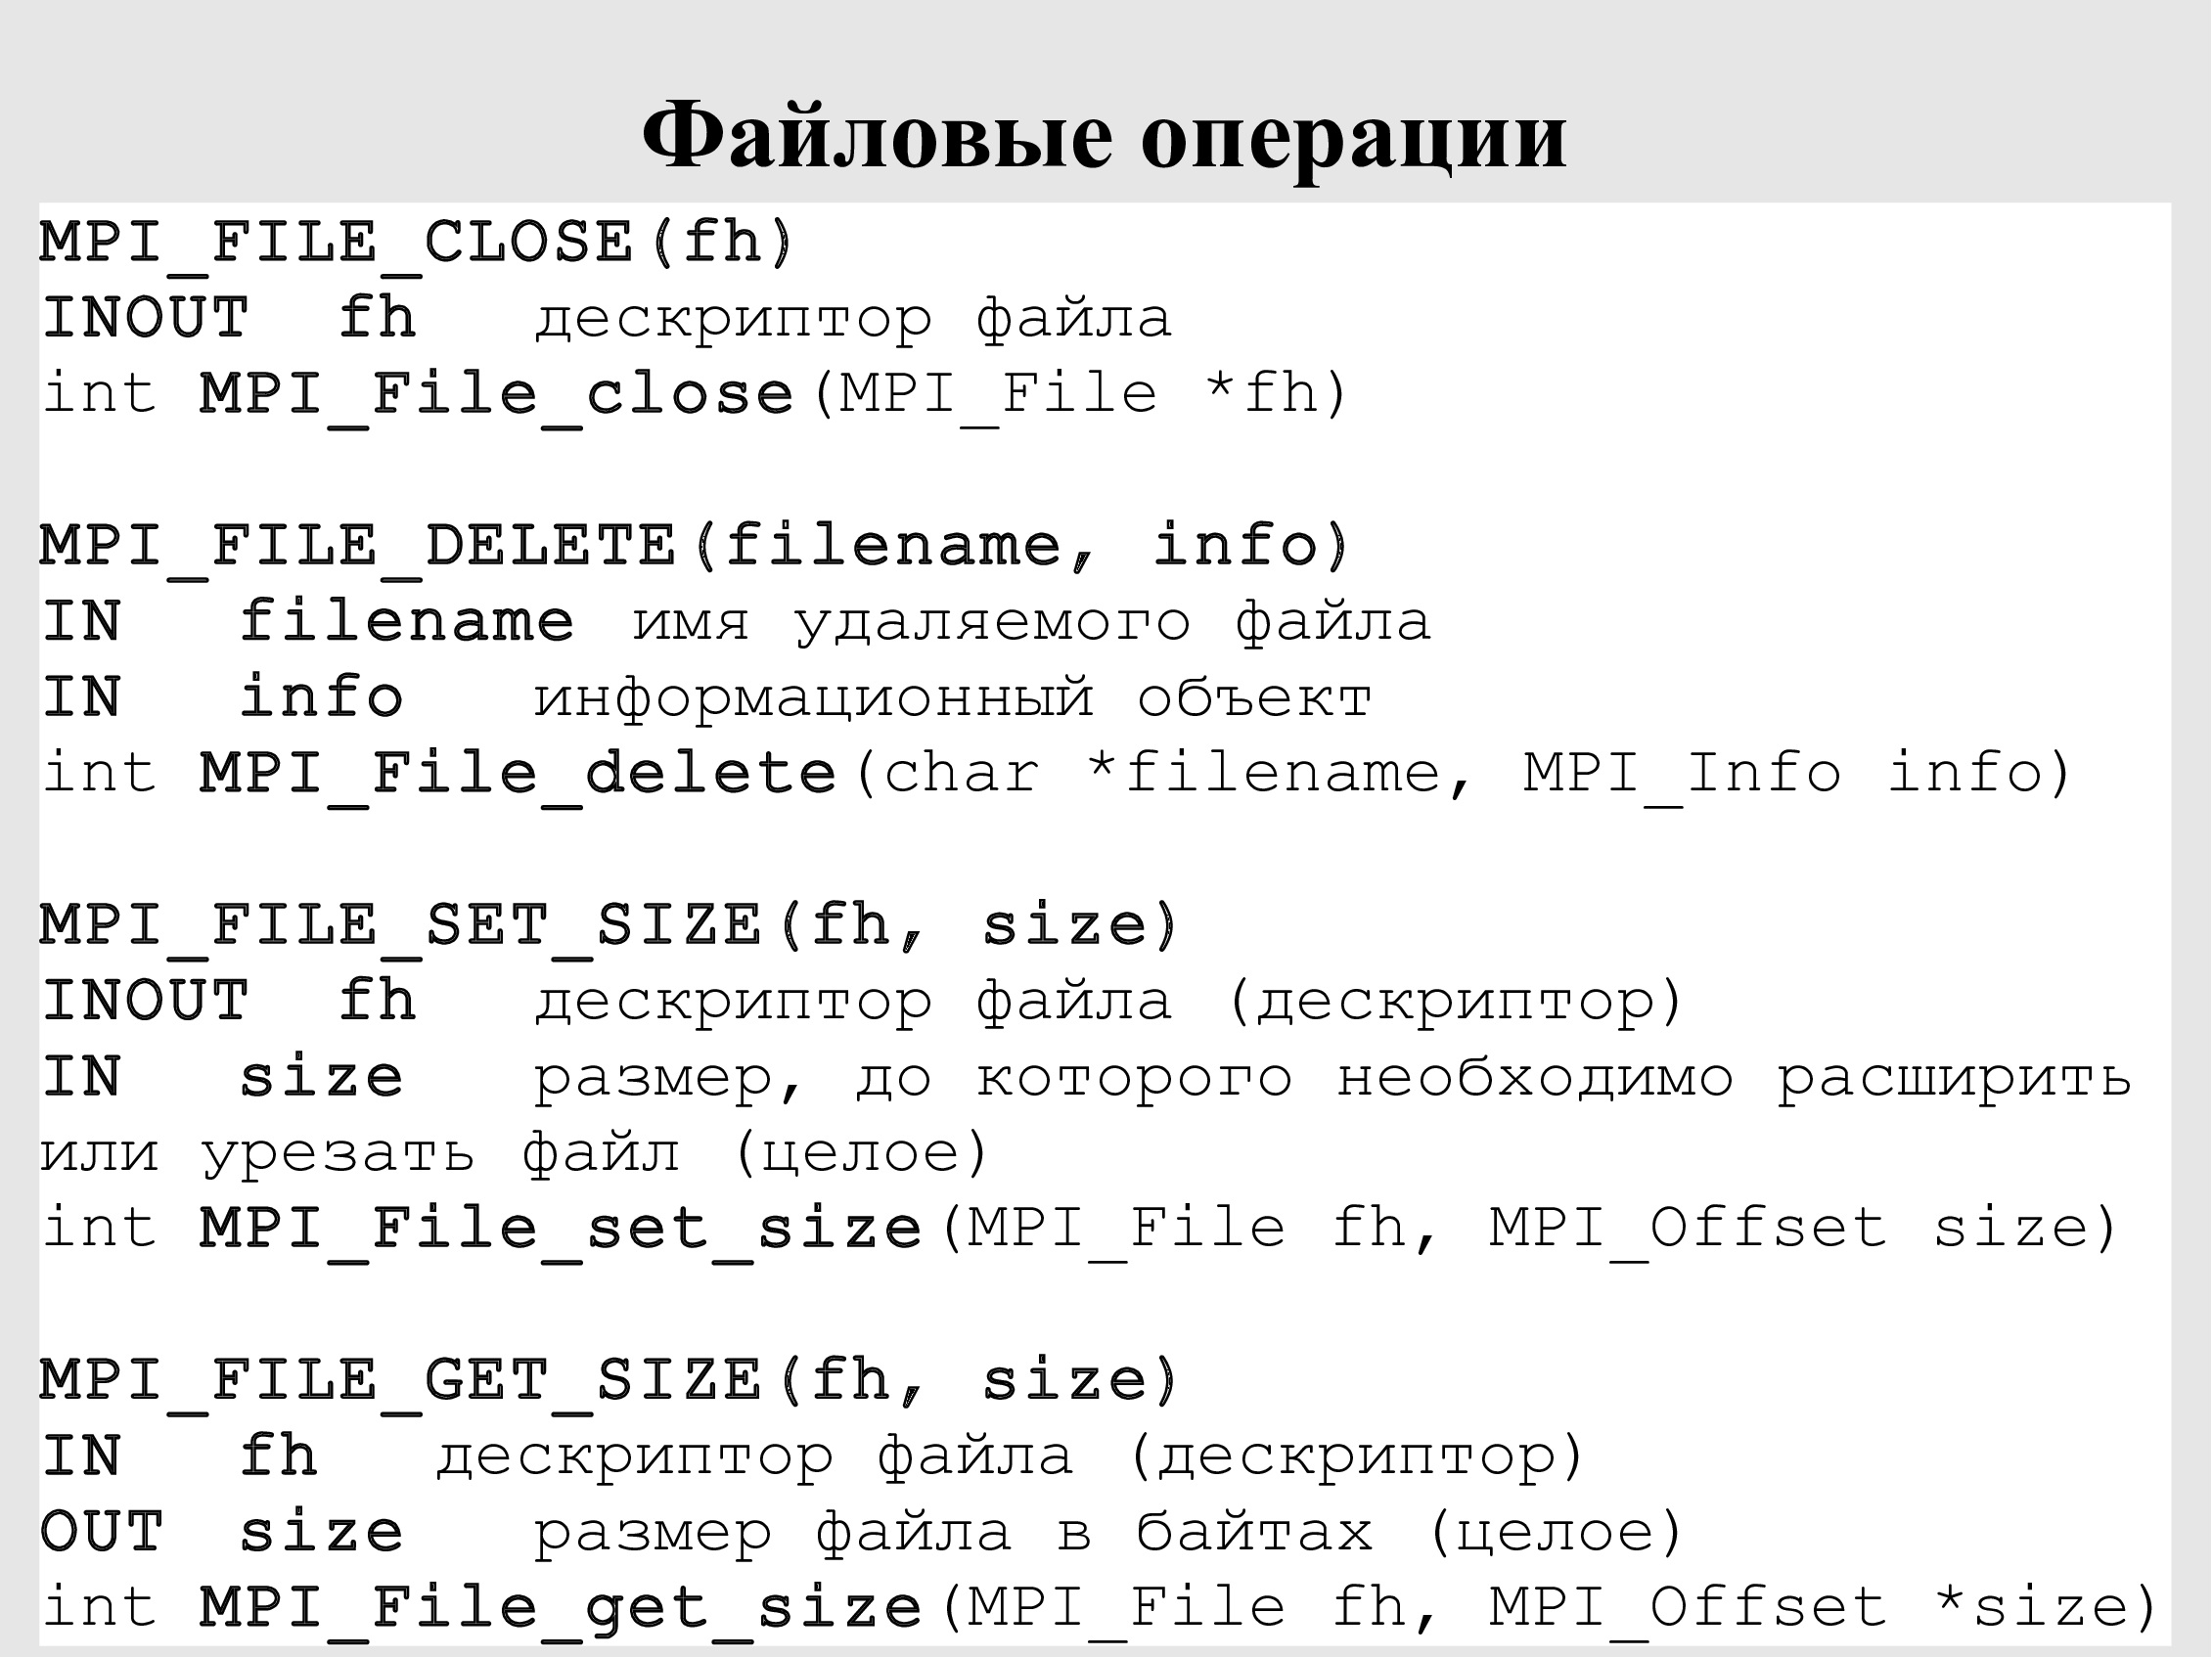 Файловые операции
MPI_FILE_CLOSE(fh)
INOUT fh дескриптор файла
int MPI_File_close(MPI_File *fh)
MPI_FILE_DELETE(filename, info)
IN filename имя удаляемого файла
IN info информационный объект
int MPI_File_delete(char *filename, MPI_Info info)
MPI_FILE_SET_SIZE(fh, size)
INOUT fh дескриптор файла (дескриптор)
IN size размер, до которого необходимо расширить
или урезать файл (целое)
int MPI_File_set_size(MPI_File fh, MPI_Offset size)
MPI_FILE_GET_SIZE(fh, size)
IN fh дескриптор файла (дескриптор)
OUT size размер файла в байтах (целое)
int MPI_File_get_size(MPI_File fh, MPI_Offset *size)